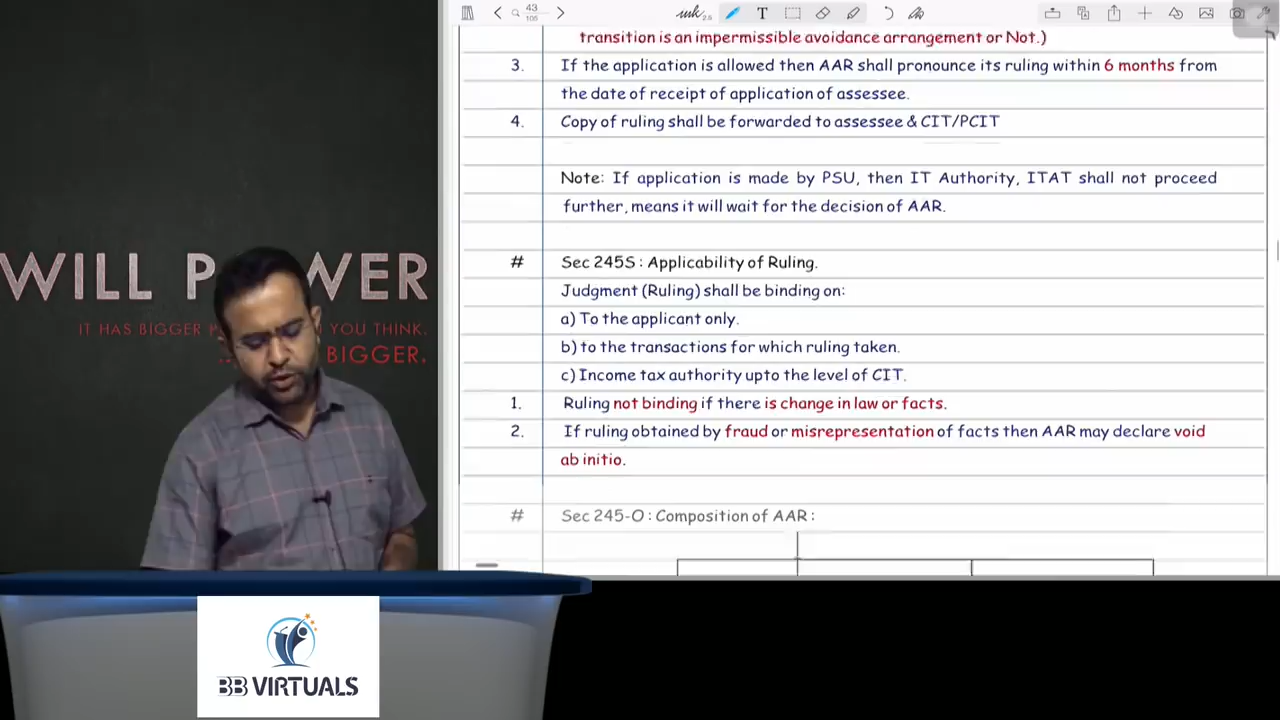 43
105
T
2.5
transition is an impermissible avoidance arrangement or Not.)
3. If the application is allowed then AAR shall pronounce its ruling within 6 months from
the date of receipt of application of assessee.
4. Copy of ruling shall be forwarded to assessee & CIT/PCIT
Note: If application is made by PSU, then IT Authority, ITAT shall not proceed
further, means it will wait for the decision of AAR.
# Sec 245S : Applicability of Ruling.
Judgment (Ruling) shall be binding on:
a) To the applicant only.
b) to the transactions for which ruling taken.
c) Income tax authority upto the level of CIT.
1. Ruling not binding if there is change in law or facts.
2. If ruling obtained by fraud or misrepresentation of facts then AAR may declare void
ab initio.
# Sec 245-O : Composition of AAR :
WILL P WER
IT HAS BIGGER YOU THINK.
BIGGER.
BB VIRTUALS